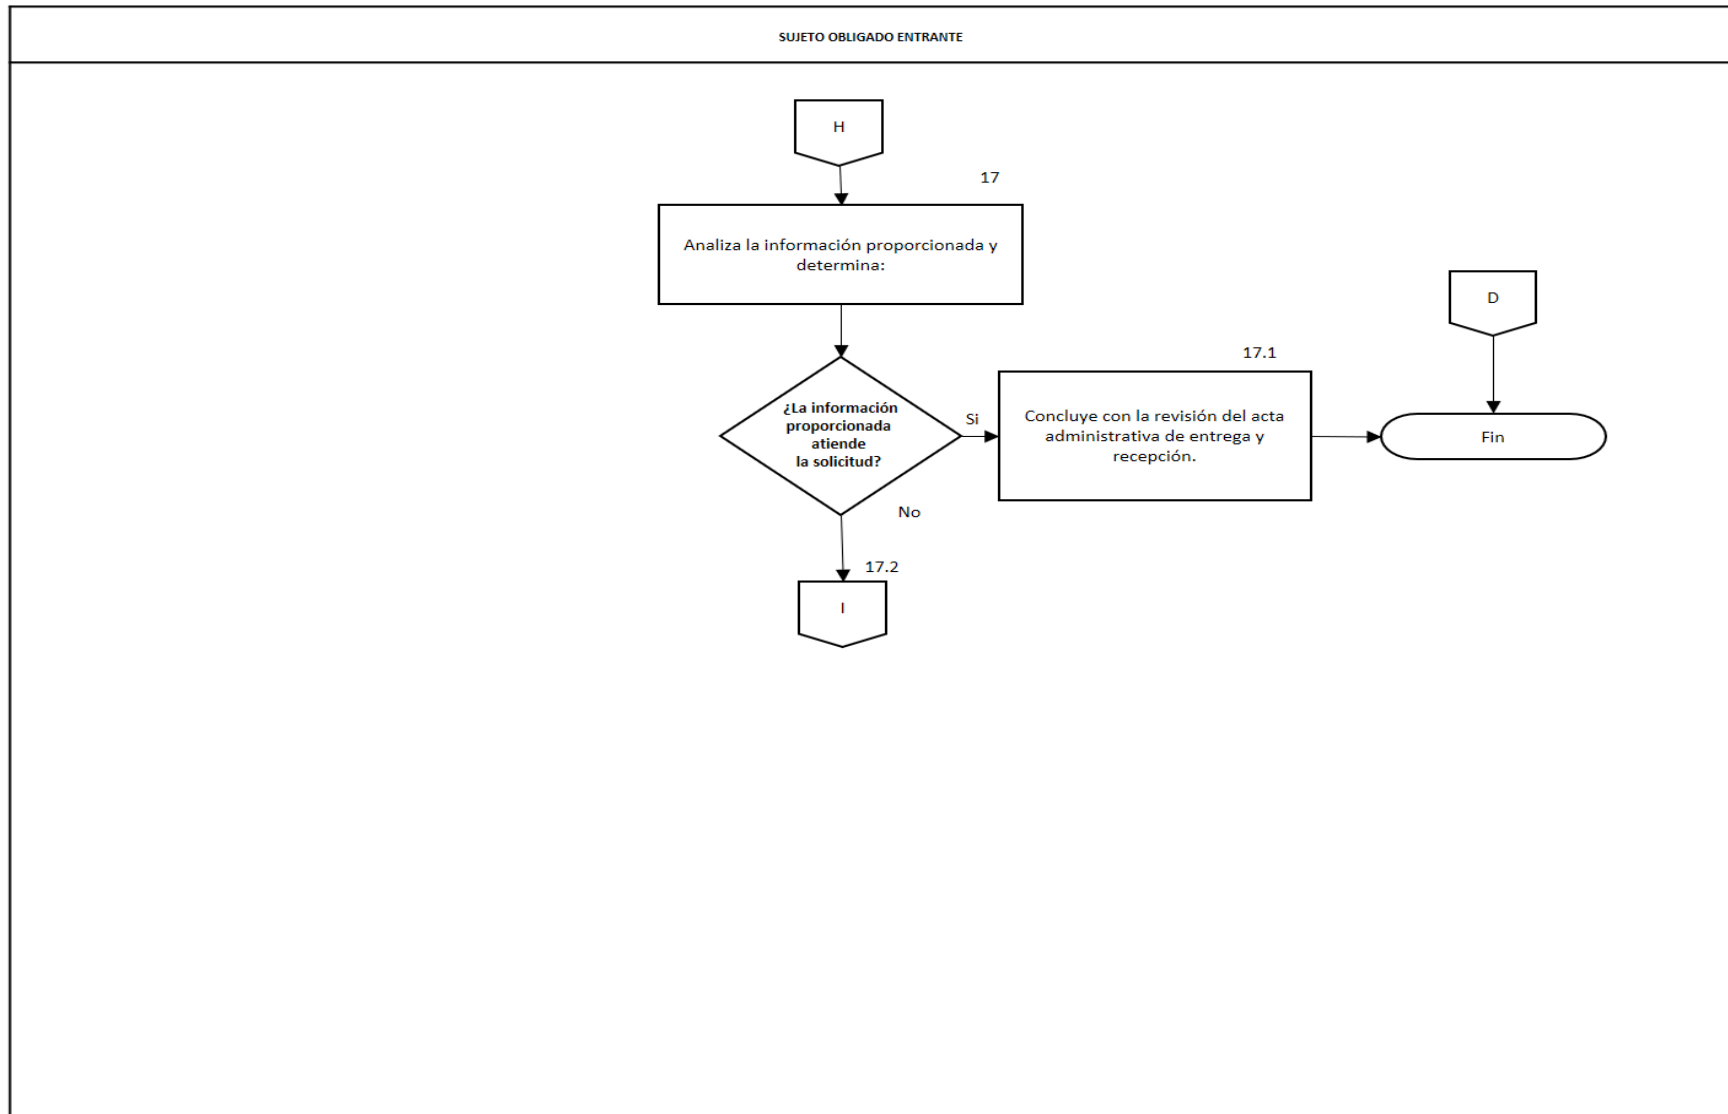 SUJETO OBLIGADO ENTRANTE
H
17
Analiza la información proporcionada y
determina:
D
17.1
¿La información
proporcionada
atiende
la solicitud?
Si
Concluye con la revisión del acta
administrativa de entrega y
recepción.
Fin
No
17.2
I